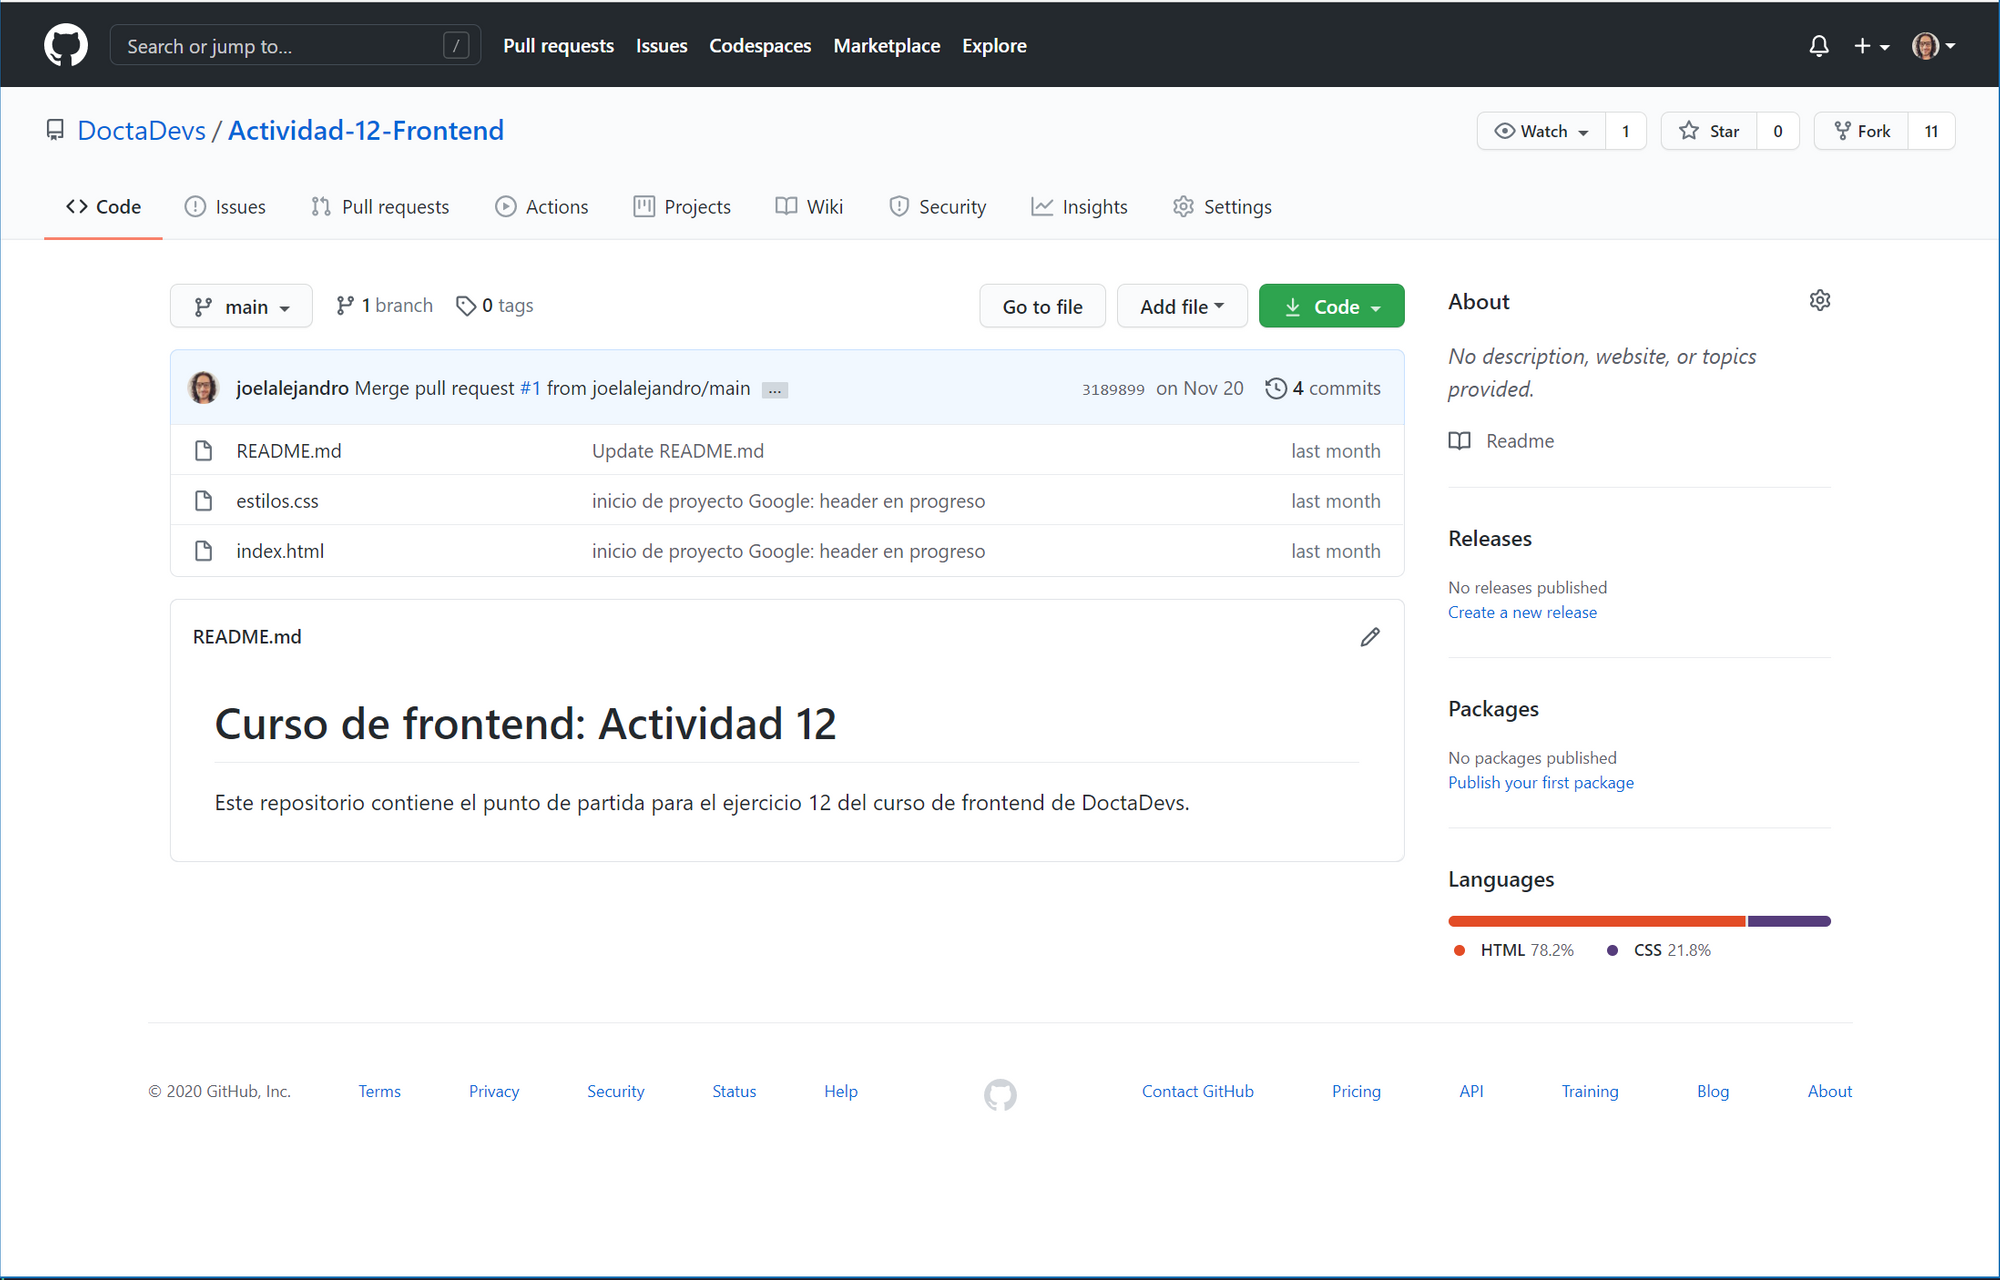 Search or jump to... /
Pull requests Issues Codespaces Marketplace Explore
DoctaDevs / Actividad-12-Frontend
Watch 1 Star 0 Fork 11
Code Issues Pull requests Actions Projects Wiki Security Insights Settings
main 1 branch 0 tags Go to file Add file Code
joelalejandro Merge pull request #1 from joelalejandro/main ... 3189899 on Nov 20 4 commits
README.md Update README.md last month
estilos.css inicio de proyecto Google: header en progreso last month
index.html inicio de proyecto Google: header en progreso last month
README.md
Curso de frontend: Actividad 12
Este repositorio contiene el punto de partida para el ejercicio 12 del curso de frontend de DoctaDevs.
About
No description, website, or topics
provided.
Readme
Releases
No releases published
Create a new release
Packages
No packages published
Publish your first package
Languages
HTML 78.2% CSS 21.8%
© 2020 GitHub, Inc. Terms Privacy Security Status Help Contact GitHub Pricing API Training Blog About